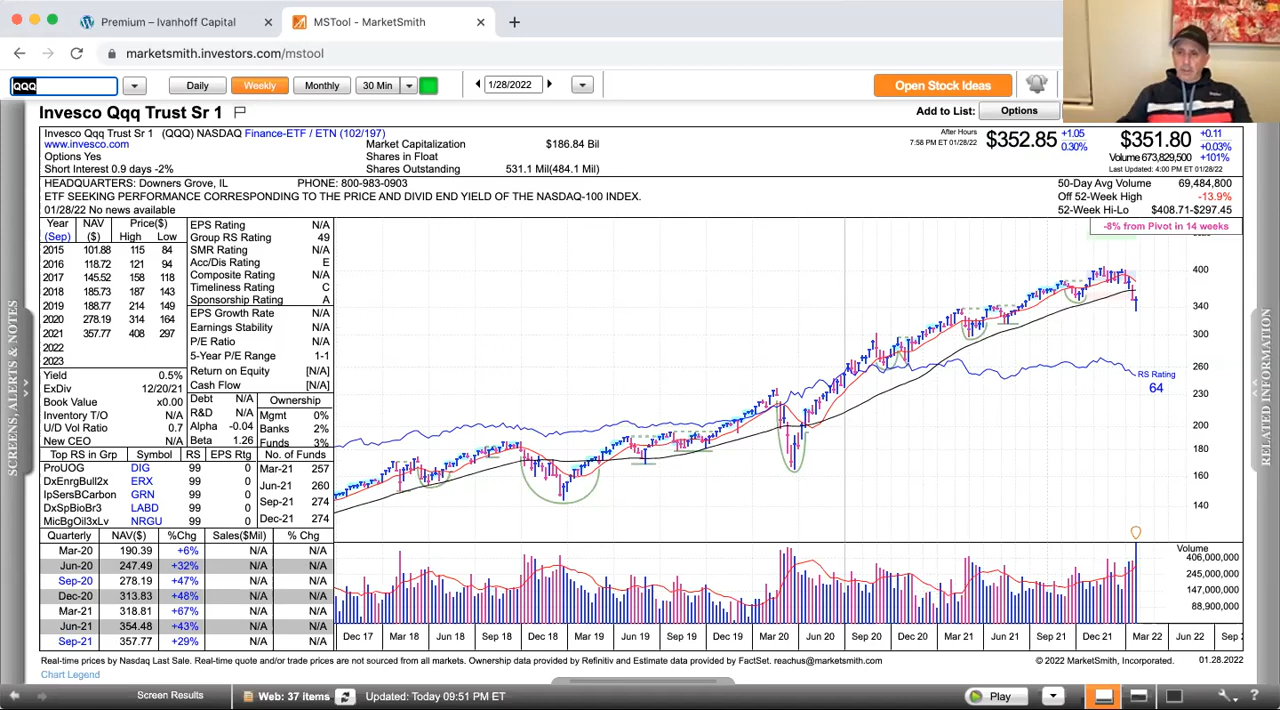 Premium – Ivanhoff Capital
MSTool - MarketSmith
marketsmith.investors.com/mstool
QQQ
Daily
Weekly
Monthly
30 Min
1/28/2022
Open Stock Ideas
Invesco Qqq Trust Sr 1
Add to List:
Options
Invesco Qqq Trust Sr 1 (QQQ) NASDAQ Finance-ETF / ETN (102/197)
www.invesco.com
Options Yes
Short Interest 0.9 days -2%
Market Capitalization $186.84 Bil
Shares in Float
Shares Outstanding 531.1 Mil(484.1 Mil)
After Hours
7:58 PM ET 01/28/22
$352.85 +1.05 0.30%
$351.80 +0.11 +0.03%
Volume 673,829,500 +101%
Last Updated: 4:00 PM ET 01/28/22
HEADQUARTERS: Downers Grove, IL PHONE: 800-983-0903
ETF SEEKING PERFORMANCE CORRESPONDING TO THE PRICE AND DIVID END YIELD OF THE NASDAQ-100 INDEX.
01/28/22 No news available
50-Day Avg Volume 69,484,800
Off 52-Week High -13.9%
52-Week Hi-Lo $408.71-$297.45
-8% from Pivot in 14 weeks
Year NAV Price($)
(Sep) ($) High Low
2015 101.88 115 84
2016 118.72 121 94
2017 145.52 158 118
2018 185.73 187 143
2019 188.77 214 149
2020 278.19 314 164
2021 357.77 408 297
2022
2023
Yield 0.5%
ExDiv 12/20/21
Book Value x0.00
Inventory T/O N/A
U/D Vol Ratio 0.7
New CEO N/A
EPS Rating N/A
Group RS Rating 49
SMR Rating N/A
Acc/Dis Rating E
Composite Rating N/A
Timeliness Rating C
Sponsorship Rating A
EPS Growth Rate N/A
Earnings Stability N/A
P/E Ratio N/A
5-Year P/E Range 1-1
Return on Equity [N/A]
Cash Flow [N/A]
Debt N/A
R&D N/A
Alpha -0.04
Beta 1.26
Ownership
Mgmt 0%
Banks 2%
Funds 3%
Top RS in Grp Symbol RS EPS Rtg
ProUOG DIG 99 0
DxEnrgBull2x ERX 99 0
IpSersBCarbon GRN 99 0
DxSpBioBr3 LABD 99 0
MicBgOil3xLv NRGU 99 0
No. of Funds
Mar-21 257
Jun-21 260
Sep-21 274
Dec-21 274
Quarterly NAV($) %Chg Sales($Mil) % Chg
Mar-20 190.39 +6% N/A N/A
Jun-20 247.49 +32% N/A N/A
Sep-20 278.19 +47% N/A N/A
Dec-20 313.83 +48% N/A N/A
Mar-21 318.81 +67% N/A N/A
Jun-21 354.48 +43% N/A N/A
Sep-21 357.77 +29% N/A N/A
400
340
300
260
230
200
180
160
140
RS Rating
64
Volume
406,000,000
245,000,000
147,000,000
88,900,000
Dec 17 Mar 18 Jun 18 Sep 18 Dec 18 Mar 19 Jun 19 Sep 19 Dec 19 Mar 20 Jun 20 Sep 20 Dec 20 Mar 21 Jun 21 Sep 21 Dec 21 Mar 22 Jun 22 Sep
Real-time prices by Nasdaq Last Sale. Real-time quote and/or trade prices are not sourced from all markets. Ownership data provided by Refinitiv and Estimate data provided by FactSet. reachus@marketsmith.com
© 2022 MarketSmith, Incorporated.
01.28.2022
Chart Legend
SCREENS, ALERTS & NOTES
RELATED INFORMATION
Screen Results
Web: 37 items
Updated: Today 09:51 PM ET
Play